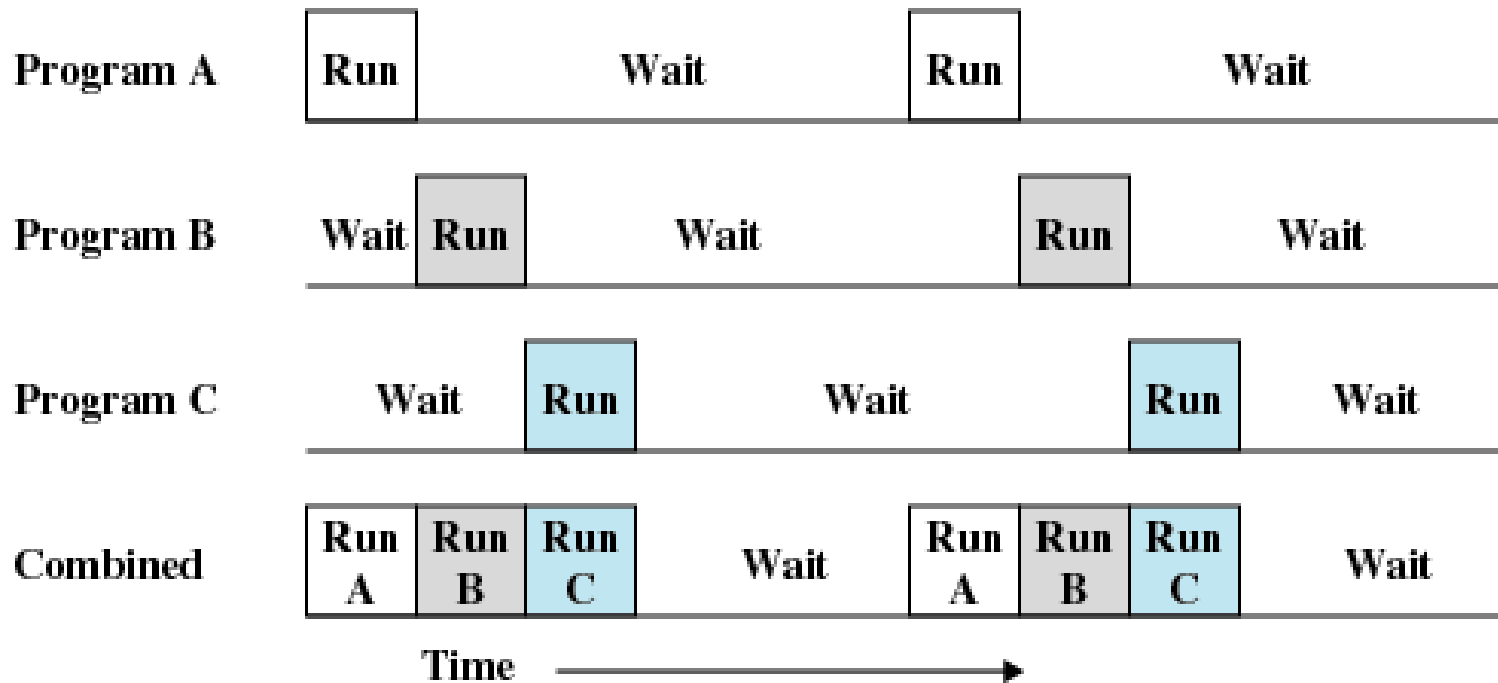 Program A Run Wait Run Wait
Program B Wait Run Wait Run Wait
Program C Wait Run Wait Run Wait
Combined Run A Run B Run C Wait Run A Run B Run C Wait
Time